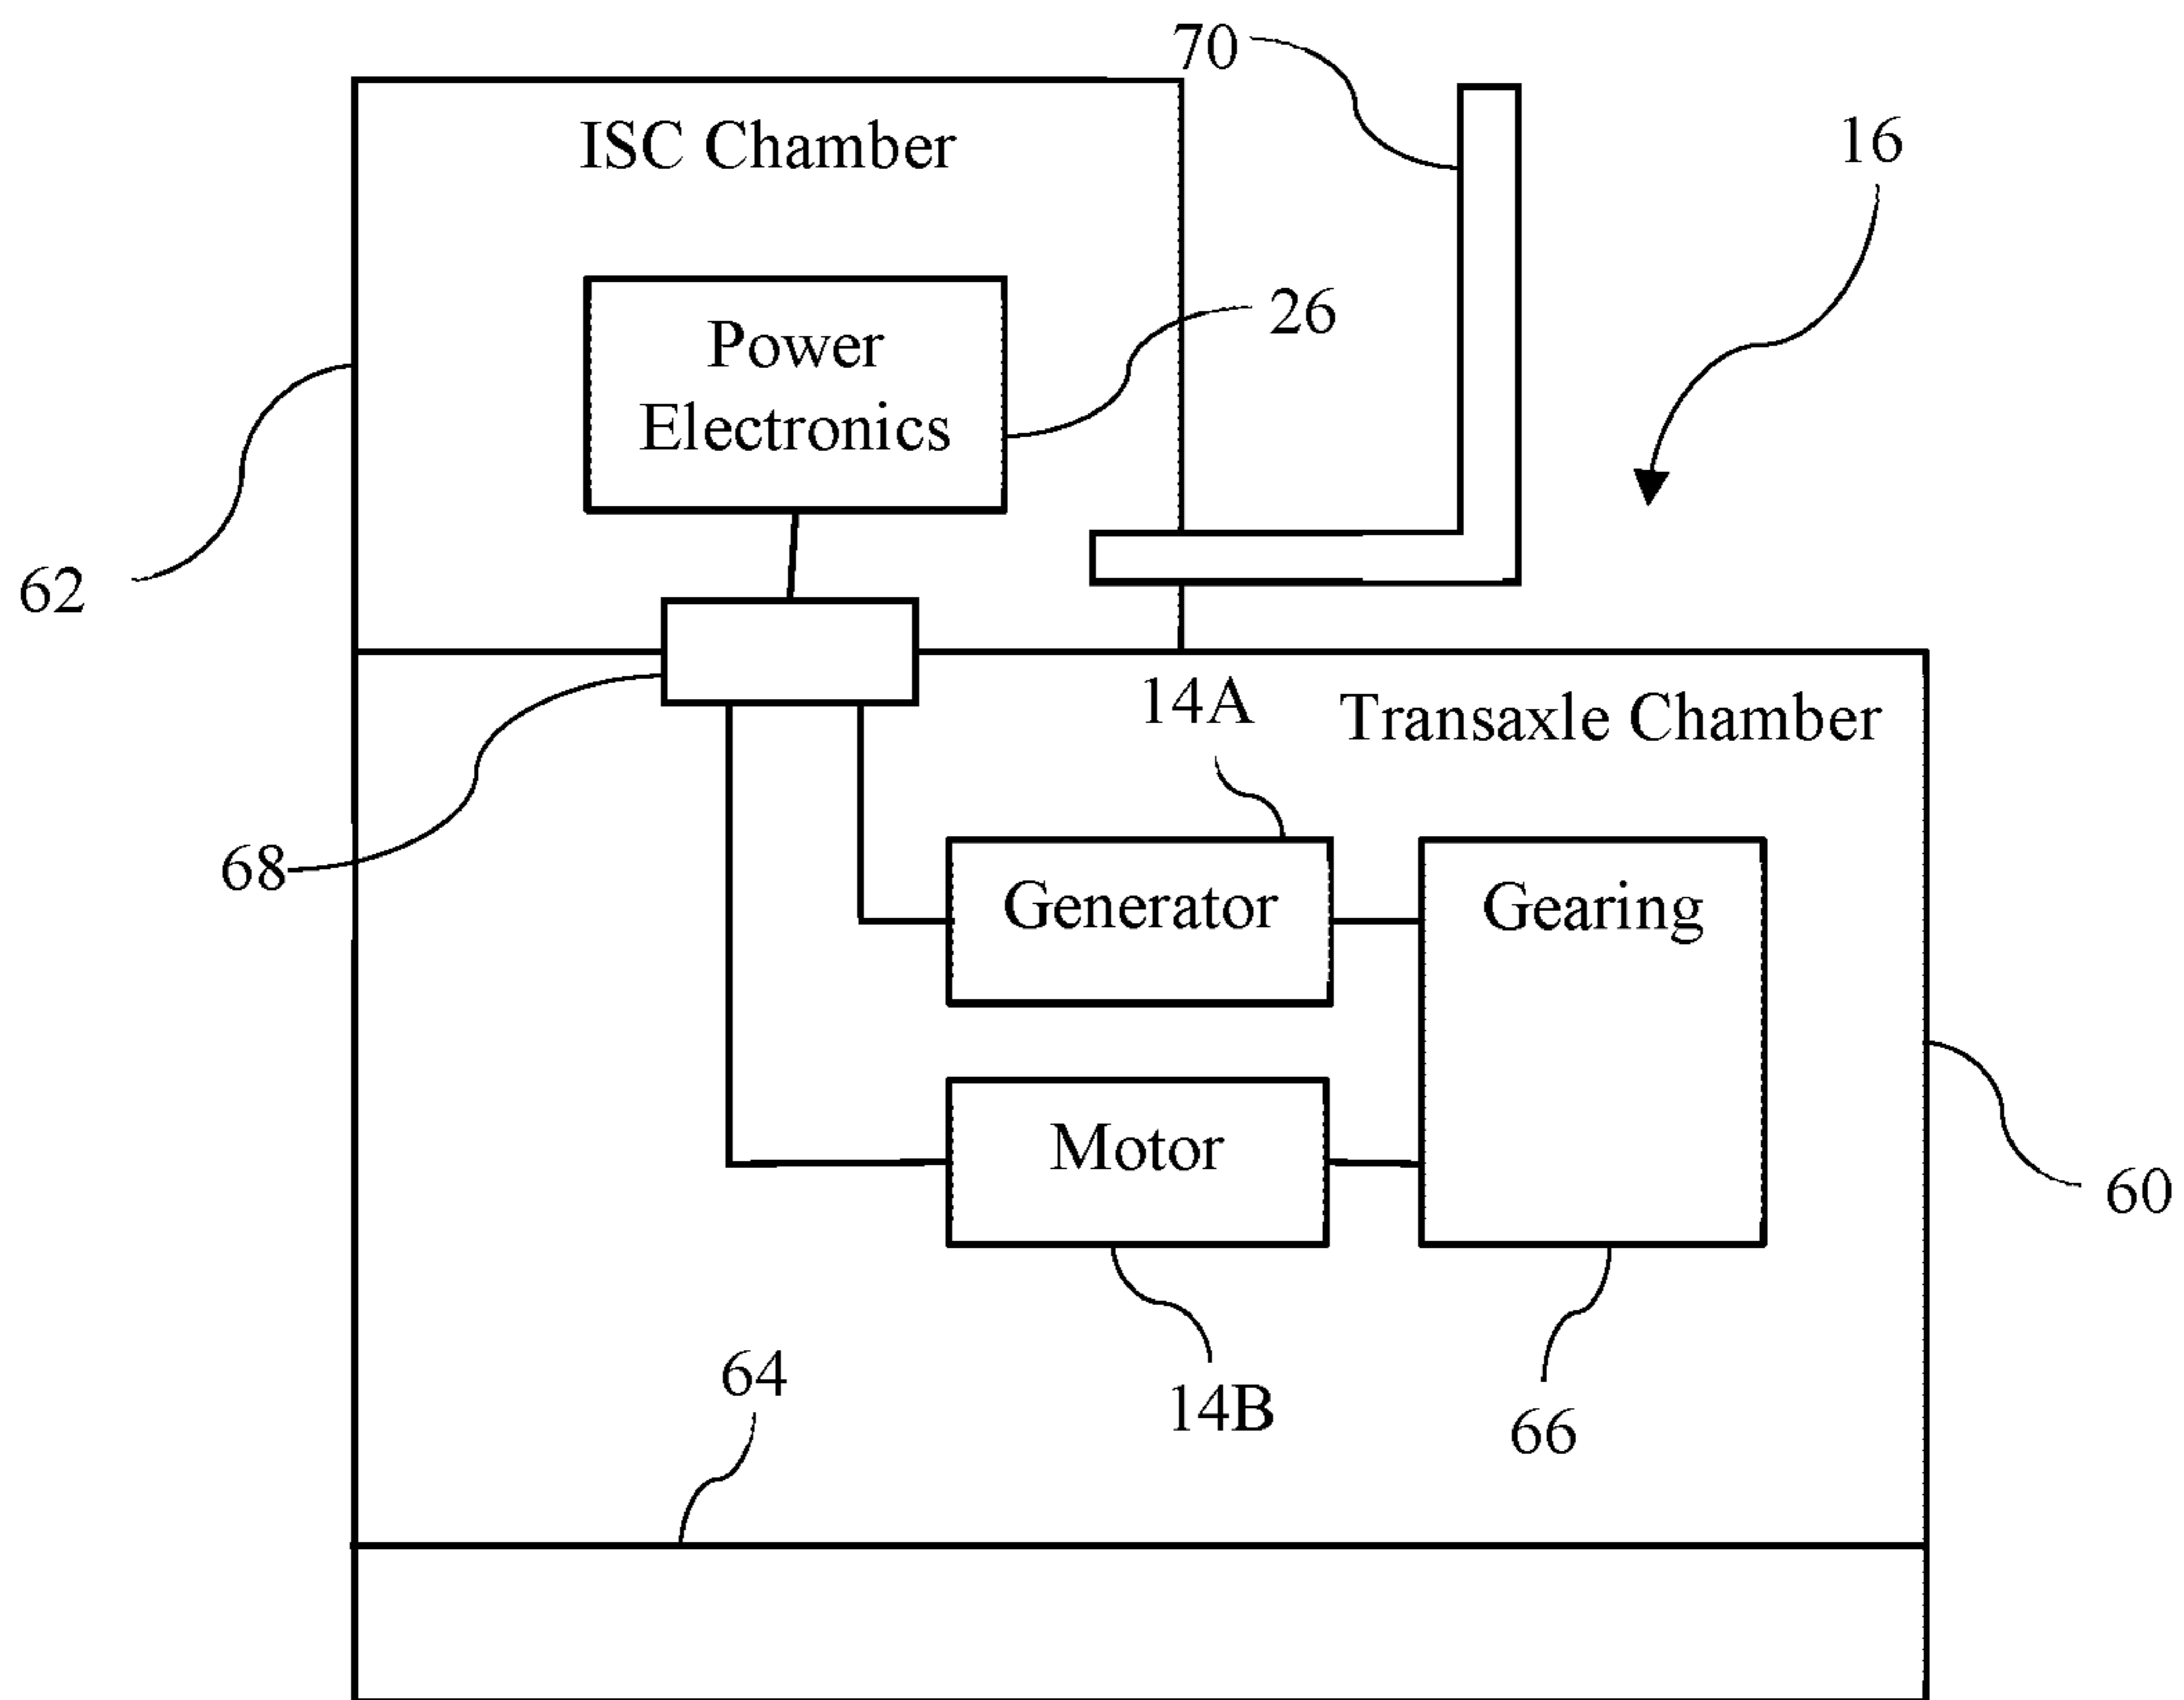 70
ISC Chamber
16
Power
Electronics
26
62
14A
Transaxle Chamber
68
Generator
Gearing
Motor
60
64
14B
66